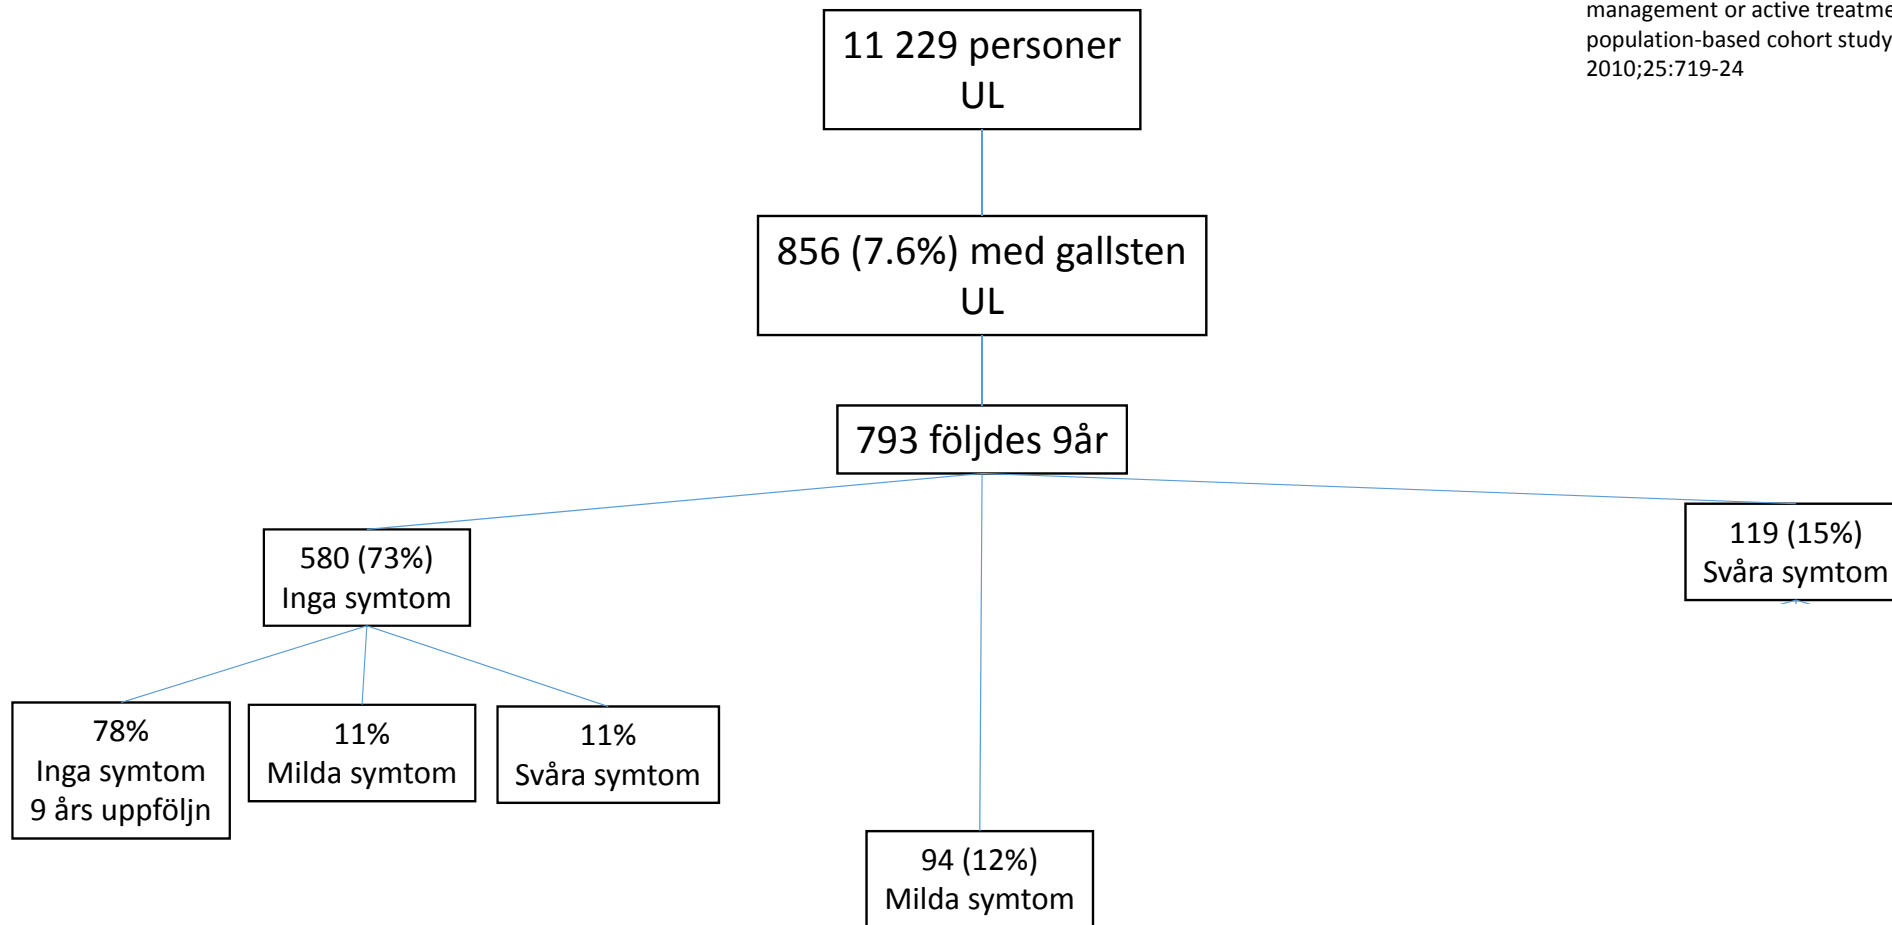 management or active
population-based cohort study
2010;25:719-24
11 229 personer
UL
856 (7.6%) med gallsten
UL
793 följdes 9år
580 (73%)
Inga symtom
119 (15%)
Svåra symtom
78%
Inga symtom
9 års uppföljn
11%
Milda symtom
11%
Svåra symtom
94 (12%)
Milda symtom